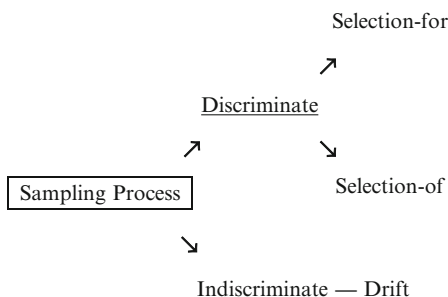 Selection-for
Discriminate
Selection-of
Sampling Process
Indiscriminate — Drift